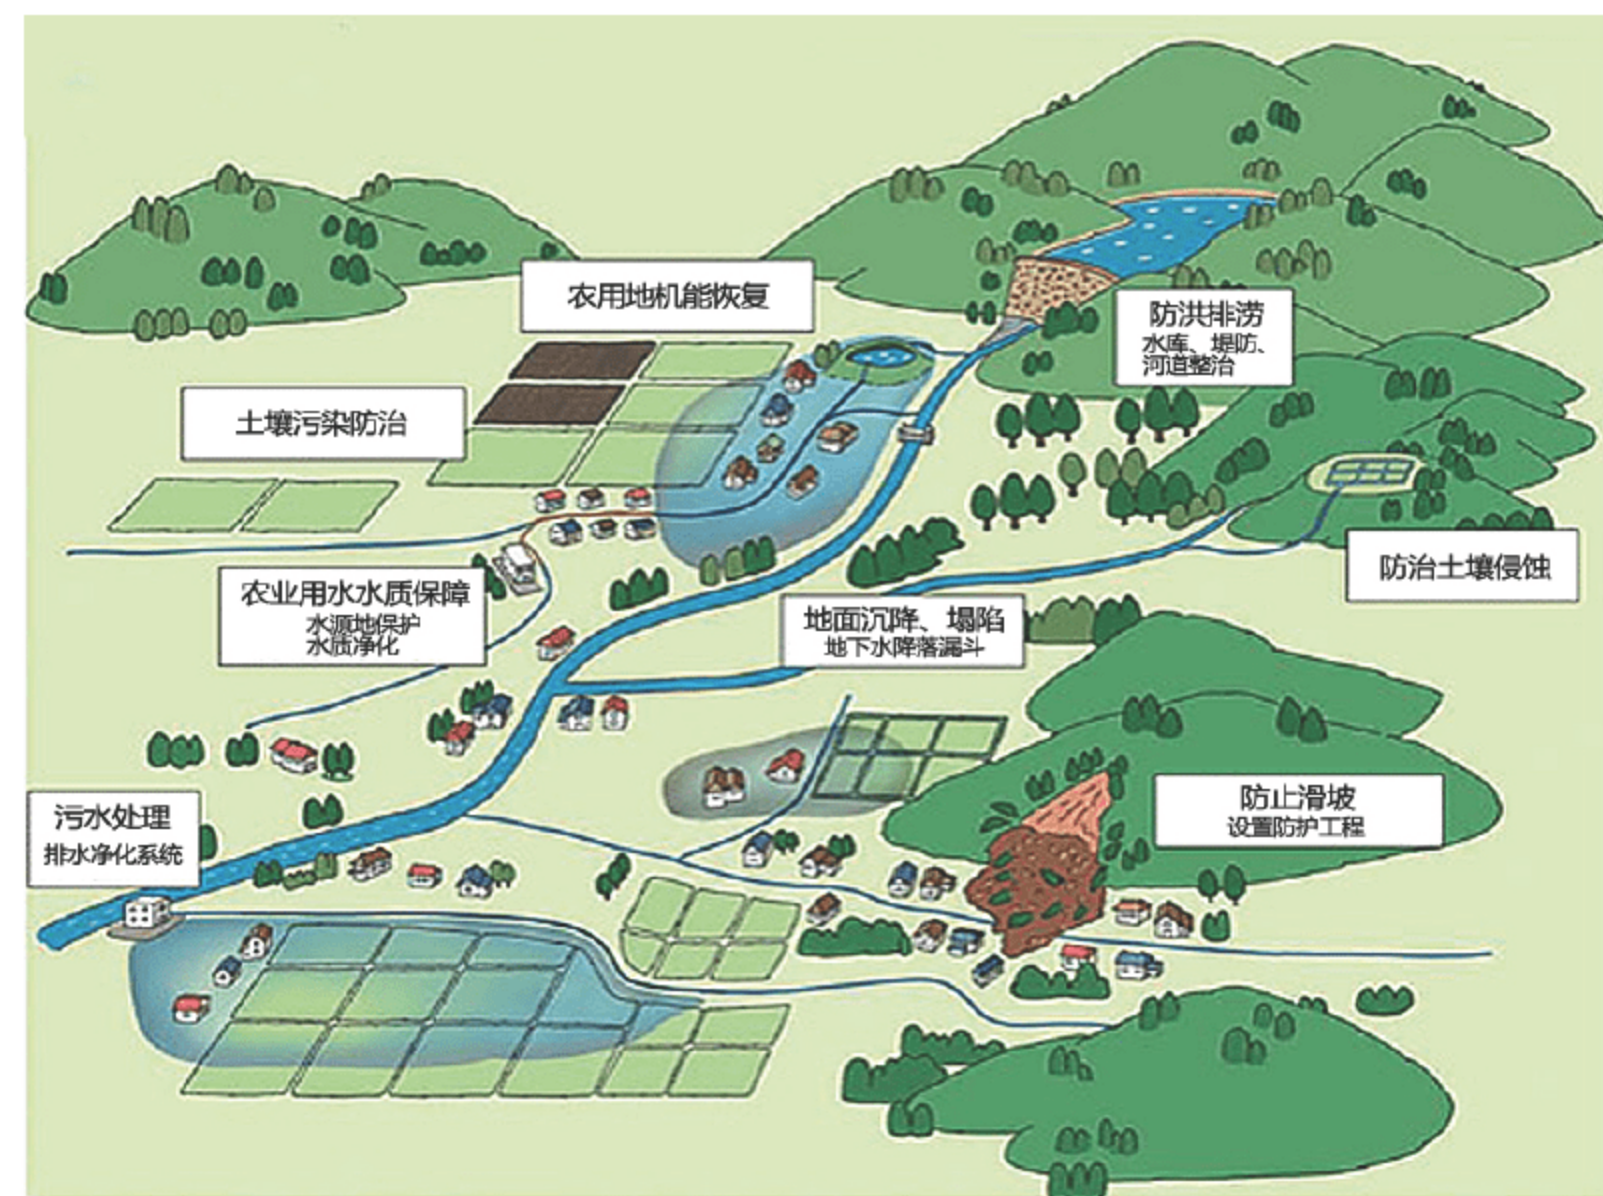 农用地机能恢复
防洪排涝
水库、堤防、
河道整治
土壤污染防治
防治土壤侵蚀
农业用水水质保障
水源地保护
水质净化
地面沉降、塌陷
地下水降落漏斗
防止滑坡
设置防护工程
污水处理
排水净化系统